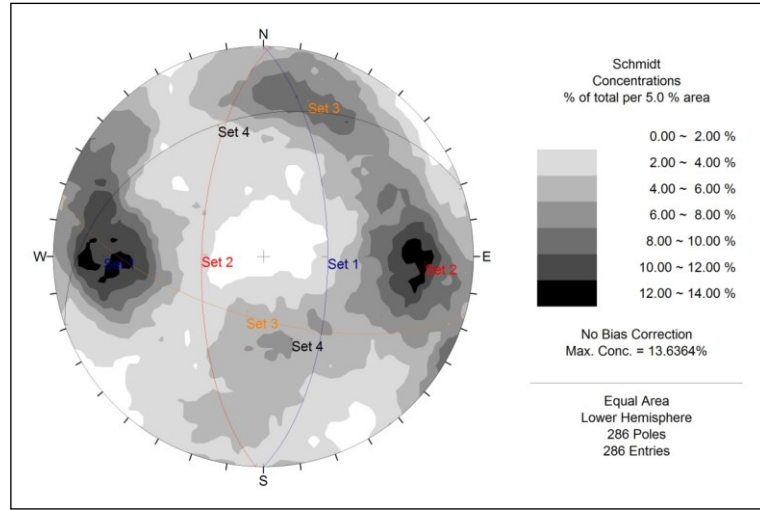 N
Set 3
Set 4
W
Set 1
Set 2
Set 1
Set 2
E
Set 3
Set 4
S
Schmidt
Concentrations
% of total per 5.0 % area
0.00 ~ 2.00 %
2.00 ~ 4.00 %
4.00 ~ 6.00 %
6.00 ~ 8.00 %
8.00 ~ 10.00 %
10.00 ~ 12.00 %
12.00 ~ 14.00 %
No Bias Correction
Max. Conc. = 13.6364%
Equal Area
Lower Hemisphere
286 Poles
286 Entries